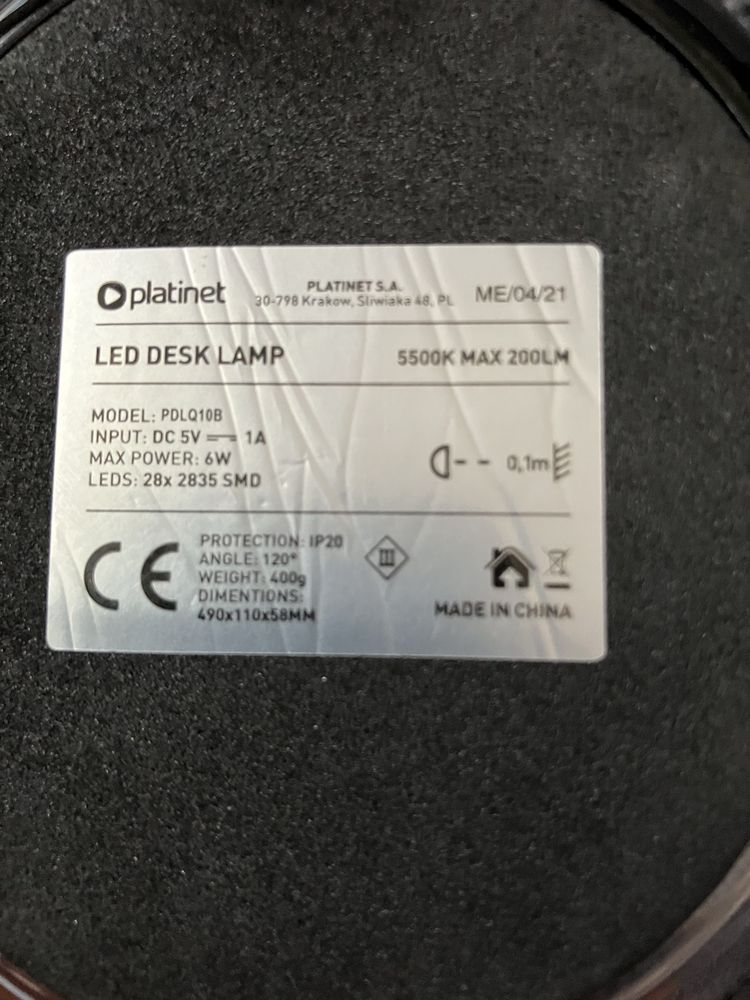 platinet
PLATINET S.A.
30-798 Krakow, Śliwiaka 48, PL
ME/04/21
LED DESK LAMP
5500K MAX 200LM
MODEL: PDLQ10B
INPUT: DC 5V ⎓ 1A
MAX POWER: 6W
LEDS: 28x 2835 SMD
0,1m
CE
PROTECTION: IP20
ANGLE: 120°
WEIGHT: 400g
DIMENTIONS:
490x110x58MM
III
MADE IN CHINA